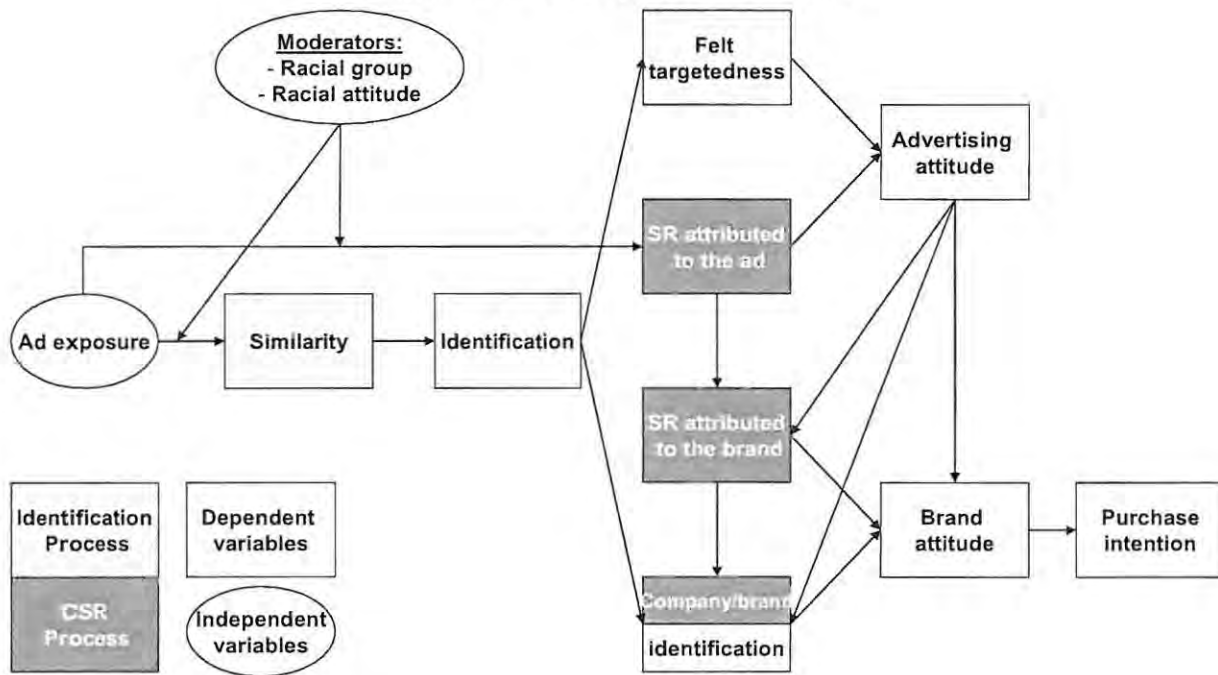 Moderators:
- Racial group
- Racial attitude
Felt
targetedness
Advertising
attitude
SR attributed
to the ad
Ad exposure
Similarity
Identification
SR attributed
to the brand
Identification
Process
Dependent
variables
Brand
attitude
Purchase
intention
CSR
Process
Independent
variables
Company/brand
identification